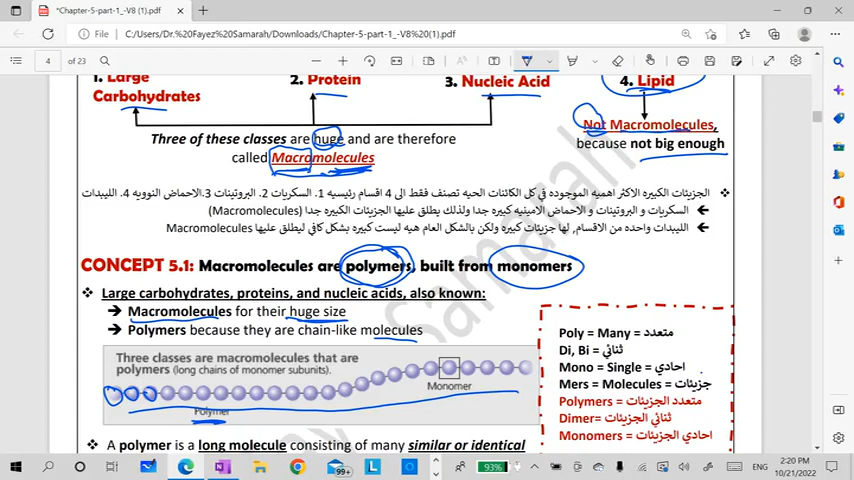 *Chapter-5-part-1_V8 (1).pdf
File
C:/Users/Dr.%20Fayez%20Samarah/Downloads/Chapter-5-part-1_V8%20(1).pdf
4 of 23
1. Large
Carbohydrates
2. Protein
3. Nucleic Acid
4. Lipid
Three of these classes are huge and are therefore
called Macromolecules
Not Macromolecules,
because not big enough
❖ الجزيئات الكبيره الاكثر اهميه الموجوده في كل الكائنات الحيه تصنف فقط الى 4 اقسام رئيسيه 1. السكريات 2. البروتينات 3.الاحماض النوويه 4. الليبدات
← السكريات و البروتينات و الاحماض الامينيه كبيره جدا ولذلك يطلق عليها الجزيئات الكبيره جدا (Macromolecules)
← الليبدات واحده من الاقسام, لها جزيئات كبيره ولكن بالشكل العام هيه ليست كبيره بشكل كافي ليطلق عليها Macromolecules
CONCEPT 5.1: Macromolecules are polymers, built from monomers
❖ Large carbohydrates, proteins, and nucleic acids, also known:
→ Macromolecules for their huge size
→ Polymers because they are chain-like molecules
Three classes are macromolecules that are
polymers (long chains of monomer subunits).
Monomer
Polymer
❖ A polymer is a long molecule consisting of many similar or identical
Poly = Many = متعدد
Di, Bi = ثنائي
Mono = Single = احادي
Mers = Molecules = جزيئات
Polymers = متعدد الجزيئات
Dimer= ثنائي الجزيئات
Monomers = احادي الجزيئات
Samarah
93%
ENG
2:20 PM
10/21/2022
99+